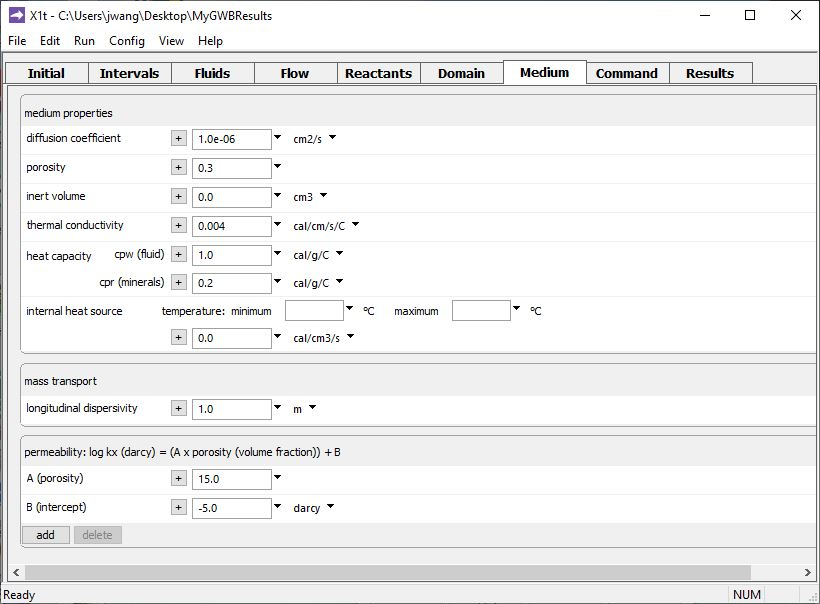 X1t - C:\Users\jwang\Desktop\MyGWBResults
File Edit Run Config View Help
Initial Intervals Fluids Flow Reactants Domain Medium Command Results
medium properties
diffusion coefficient + 1.0e-06 cm2/s
porosity + 0.3
inert volume + 0.0 cm3
thermal conductivity + 0.004 cal/cm/s/C
heat capacity cpw (fluid) + 1.0 cal/g/C
cpr (minerals) + 0.2 cal/g/C
internal heat source temperature: minimum ºC maximum ºC
+ 0.0 cal/cm3/s
mass transport
longitudinal dispersivity + 1.0 m
permeability: log kx (darcy) = (A x porosity (volume fraction)) + B
A (porosity) + 15.0
B (intercept) + -5.0 darcy
add delete
Ready NUM